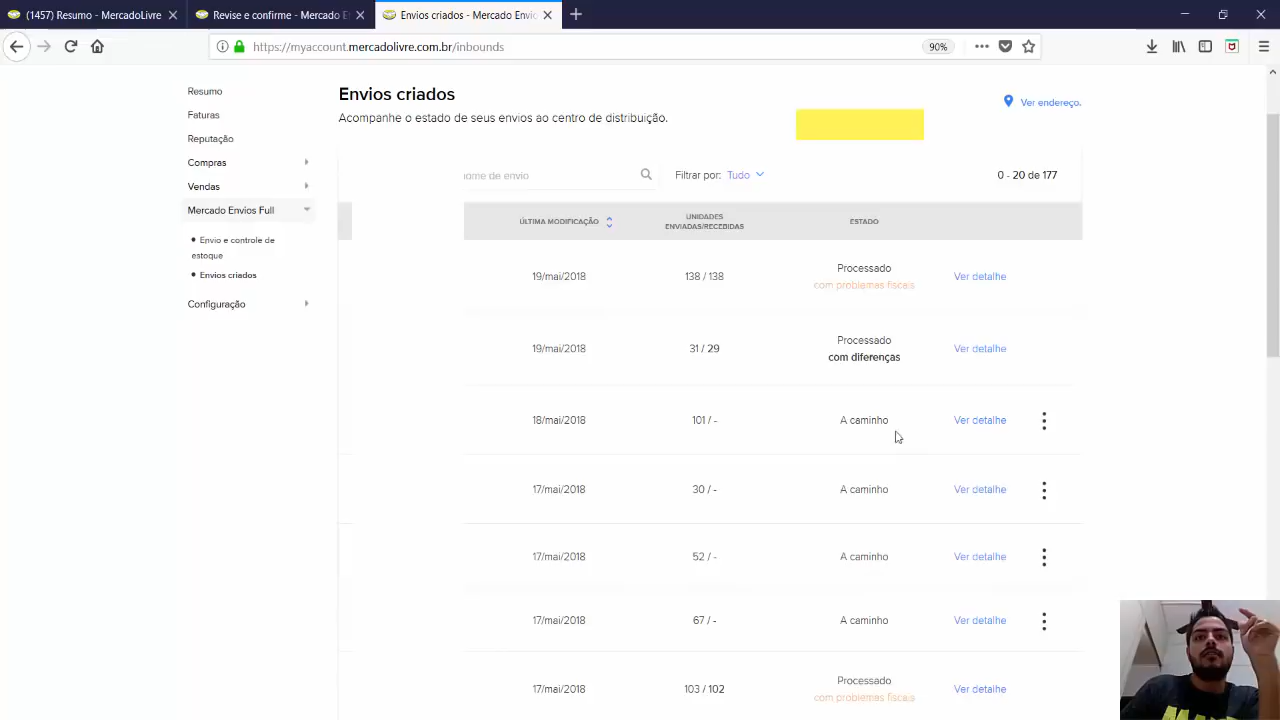 (1457) Resumo - MercadoLivre
Revise e confirme - Mercado E
Envios criados - Mercado Envio
https://myaccount.mercadolivre.com.br/inbounds
90%
Resumo
Faturas
Reputação
Compras
Vendas
Mercado Envios Full
Envio e controle de
estoque
Envios criados
Configuração
Envios criados
Ver endereço.
Acompanhe o estado de seus envios ao centro de distribuição.
nome de envio
Filtrar por: Tudo
0 - 20 de 177
ÚLTIMA MODIFICAÇÃO
UNIDADES
ENVIADAS/RECEBIDAS
ESTADO
19/mai/2018 138 / 138 Processado
com problemas fiscais
Ver detalhe
19/mai/2018 31 / 29 Processado
com diferenças
Ver detalhe
18/mai/2018 101 / - A caminho Ver detalhe
17/mai/2018 30 / - A caminho Ver detalhe
17/mai/2018 52 / - A caminho Ver detalhe
17/mai/2018 67 / - A caminho Ver detalhe
17/mai/2018 103 / 102 Processado
com problemas fiscais
Ver detalhe